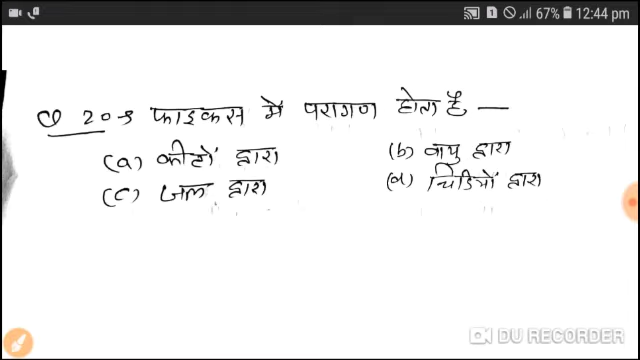 67% 12:44 pm
Q 20-s फाइकस में परागण होता है —
(a) कीटों द्वारा (b) वायु द्वारा
(c) जल द्वारा (d) चिडियों द्वारा
DU RECORDER